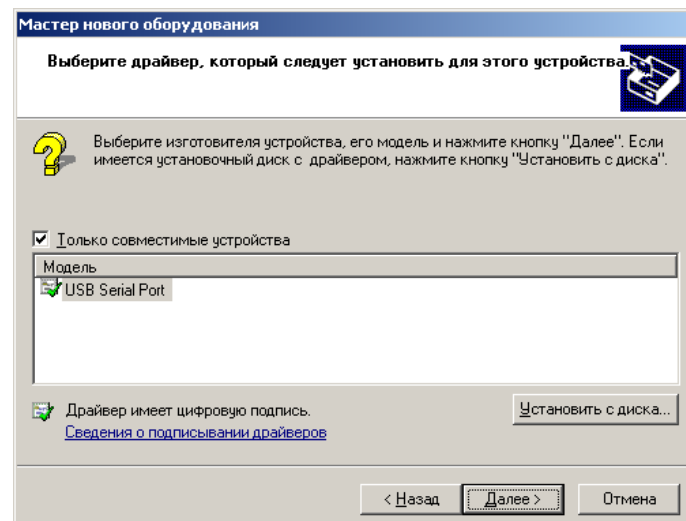 Мастер нового оборудования
Выберите драйвер, который следует установить для этого устройства.
Выберите изготовителя устройства, его модель и нажмите кнопку "Далее". Если
имеется установочный диск с драйвером, нажмите кнопку "Установить с диска".
Только совместимые устройства
Модель
USB Serial Port
Драйвер имеет цифровую подпись.
Установить с диска...
Сведения о подписывании драйверов
< Назад
Далее >
Отмена